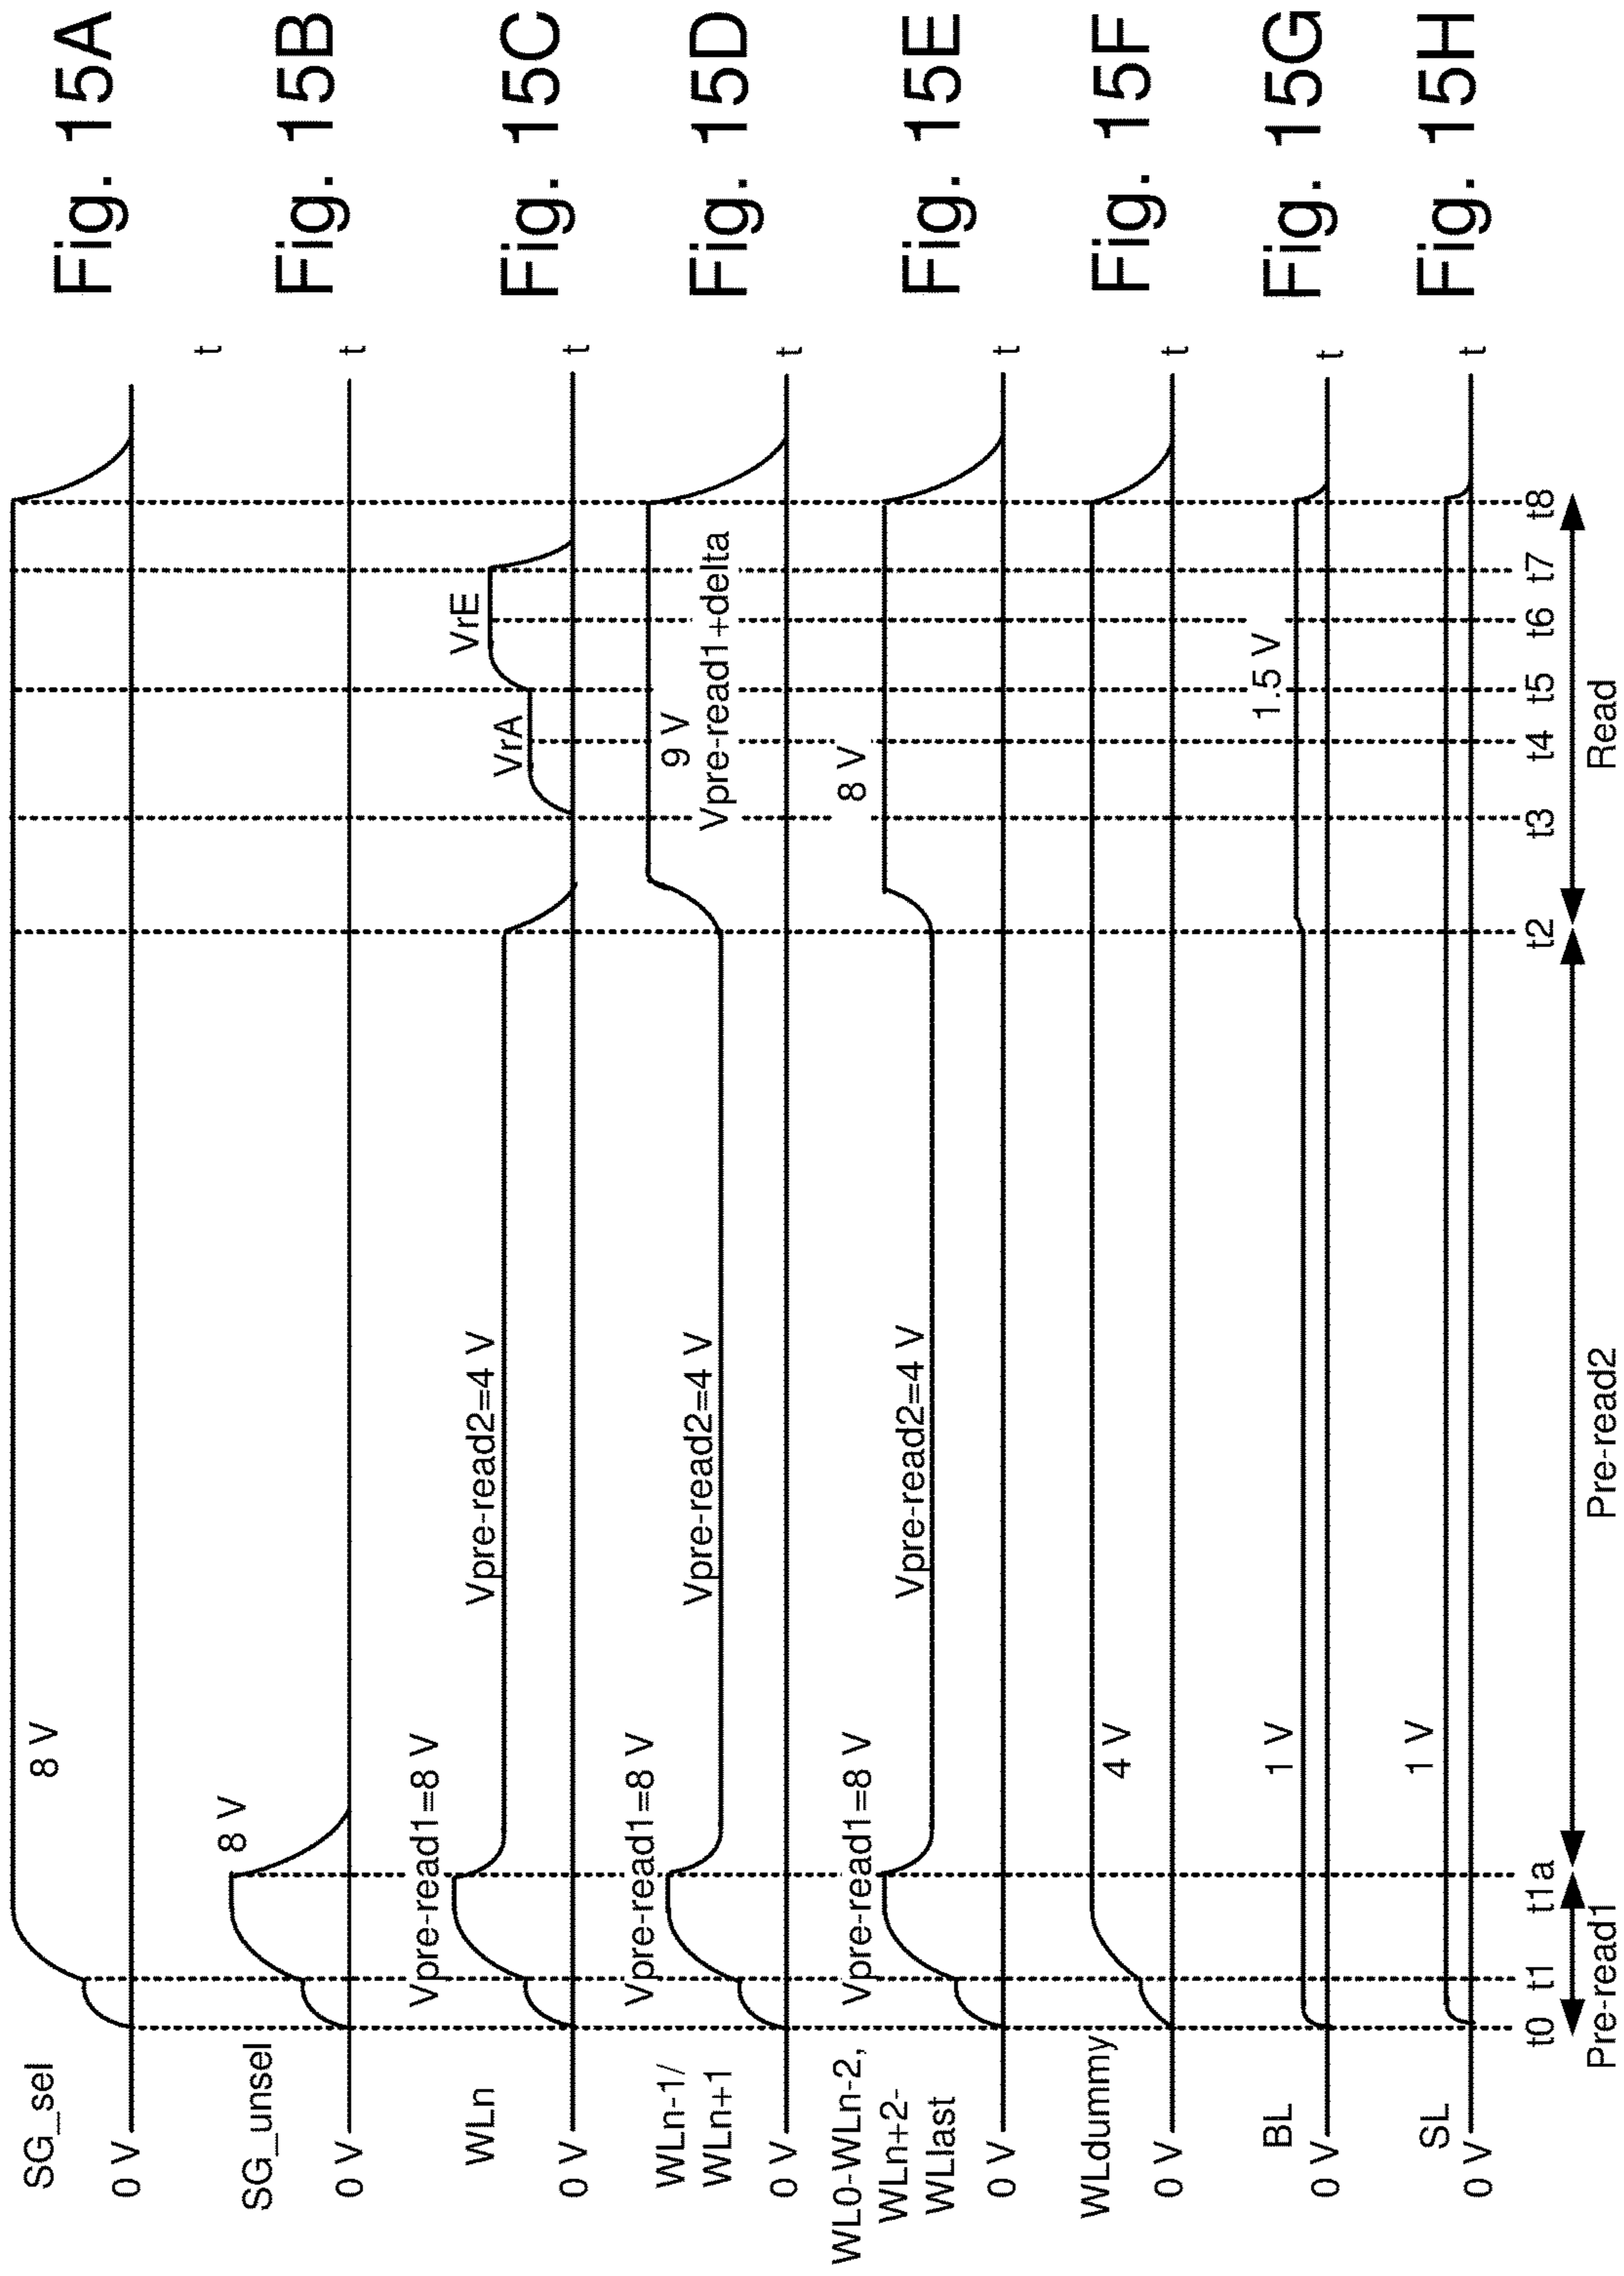 SG_sel
8 V
0 V
Fig. 15A
t
SG_unsel
8 V
0 V
t
Fig. 15B
WLn
Vpre-read1=8 V
Vpre-read2=4 V
VrA
VrE
0 V
t
Fig. 15C
WLn-1/
WLn+1
Vpre-read1=8 V
Vpre-read2=4 V
9 V
Vpre-read1+delta
0 V
t
Fig. 15D
WL0-WLn-2,
WLn+2-
WLlast
Vpre-read1=8 V
Vpre-read2=4 V
8 V
0 V
t
Fig. 15E
WLdummy
4 V
0 V
t
Fig. 15F
BL
1 V
1.5 V
0 V
t
Fig. 15G
SL
1 V
0 V
t
Fig. 15H
t0 t1 t1a t2 t3 t4 t5 t6 t7 t8
Pre-read1 Pre-read2 Read